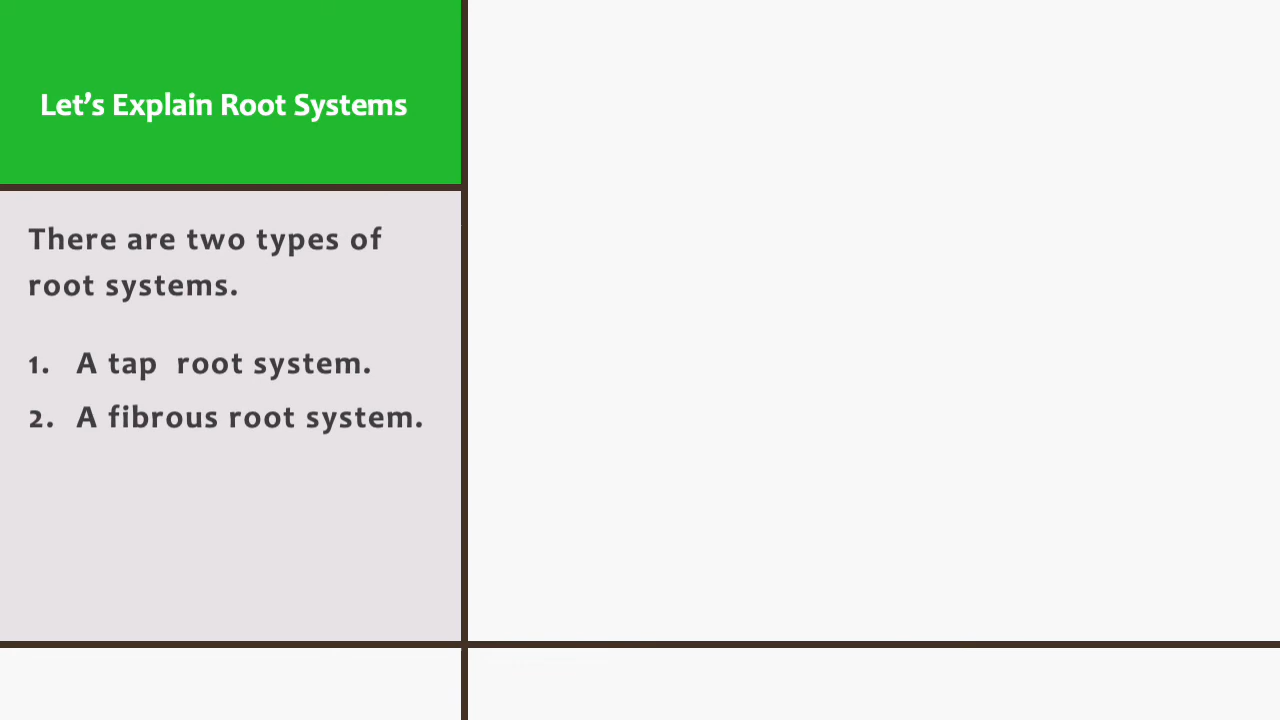 Let’s Explain Root Systems
There are two types of
root systems.
1. A tap  root system.
2. A fibrous root system.